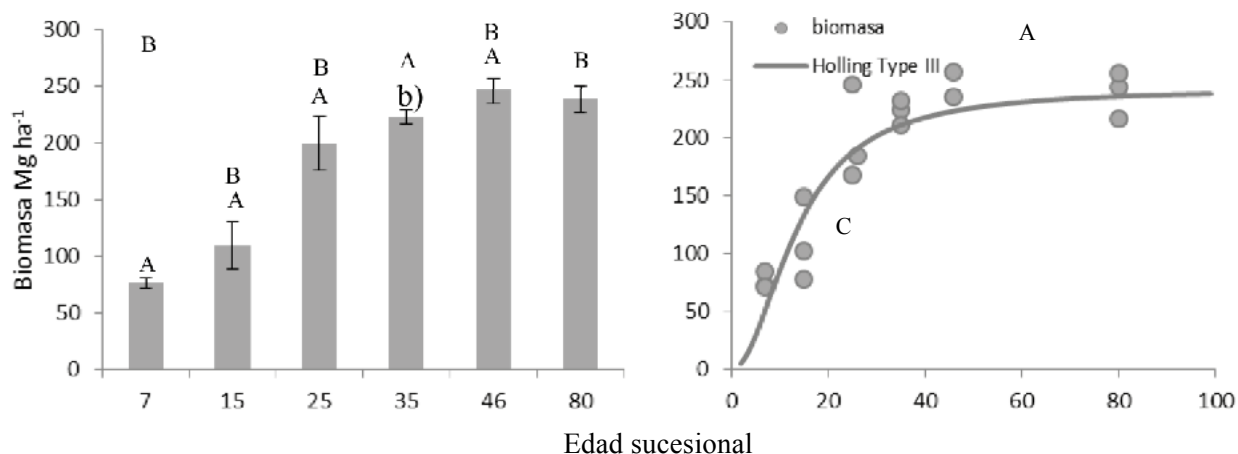 300
250
200
150
100
50
0
Biomasa Mg ha-1
B
A
B
A
B
A
A
b)
B
A
B
7 15 25 35 46 80
300
250
200
150
100
50
0
biomasa
Holling Type III
A
C
0 20 40 60 80 100
Edad sucesional